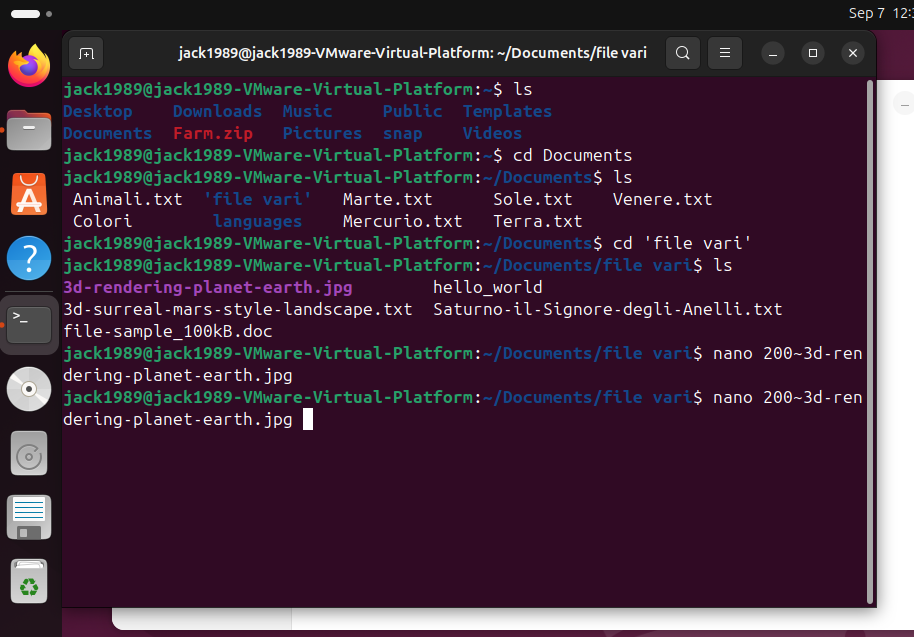 Sep 7 12:3
jack1989@jack1989-VMware-Virtual-Platform: ~/Documents/file vari
jack1989@jack1989-VMware-Virtual-Platform:~$ ls
Desktop Downloads Music Public Templates
Documents Farm.zip Pictures snap Videos
jack1989@jack1989-VMware-Virtual-Platform:~$ cd Documents
jack1989@jack1989-VMware-Virtual-Platform:~/Documents$ ls
Animali.txt 'file vari' Marte.txt Sole.txt Venere.txt
Colori languages Mercurio.txt Terra.txt
jack1989@jack1989-VMware-Virtual-Platform:~/Documents$ cd 'file vari'
jack1989@jack1989-VMware-Virtual-Platform:~/Documents/file vari$ ls
3d-rendering-planet-earth.jpg hello_world
3d-surreal-mars-style-landscape.txt Saturno-il-Signore-degli-Anelli.txt
file-sample_100kB.doc
jack1989@jack1989-VMware-Virtual-Platform:~/Documents/file vari$ nano 200~3d-ren
dering-planet-earth.jpg
jack1989@jack1989-VMware-Virtual-Platform:~/Documents/file vari$ nano 200~3d-ren
dering-planet-earth.jpg